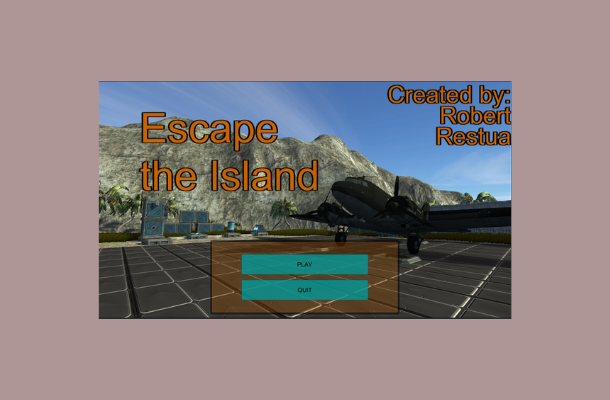 Escape
the Island
Created by:
Robert
Restua
PLAY
QUIT